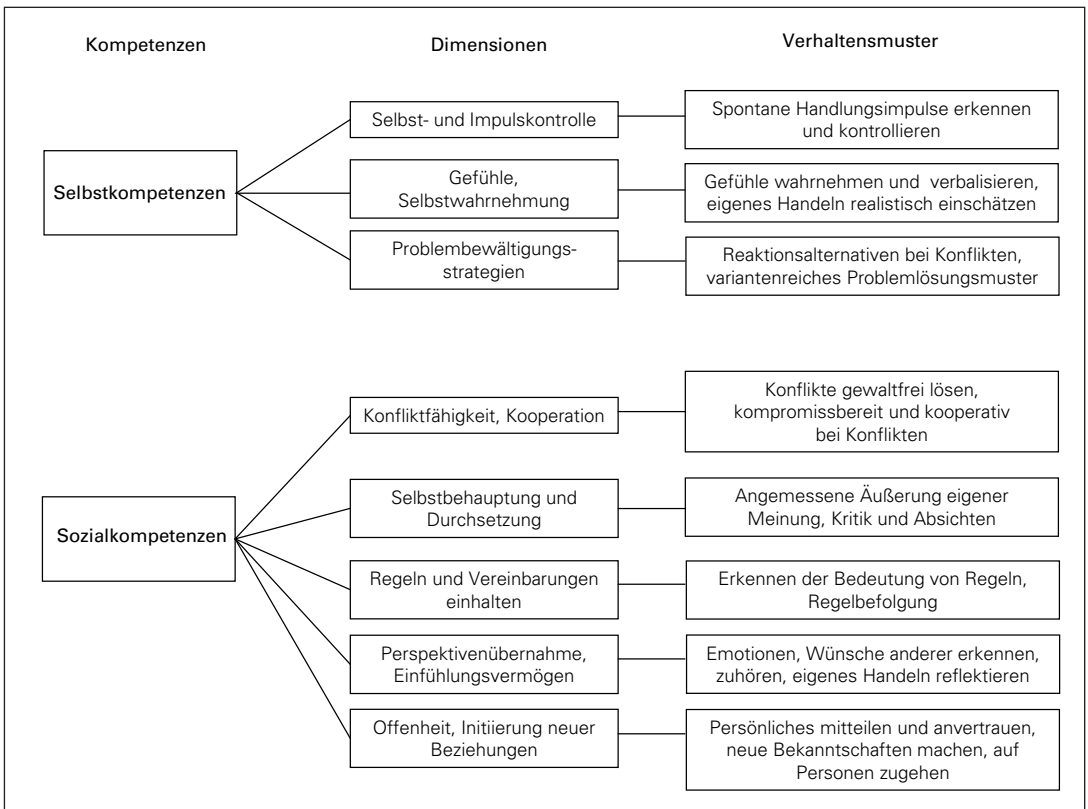 Kompetenzen
Dimensionen
Verhaltensmuster
Selbstkompetenzen
Selbst- und Impulskontrolle
Spontane Handlungsimpulse erkennen
und kontrollieren
Gefühle,
Selbstwahrnehmung
Gefühle wahrnehmen und verbalisieren,
eigenes Handeln realistisch einschätzen
Problembewältigungs-
strategien
Reaktionsalternativen bei Konflikten,
variantenreiches Problemlösungsmuster
Sozialkompetenzen
Konfliktfähigkeit, Kooperation
Konflikte gewaltfrei lösen,
kompromissbereit und kooperativ
bei Konflikten
Selbstbehauptung und
Durchsetzung
Angemessene Äußerung eigener
Meinung, Kritik und Absichten
Regeln und Vereinbarungen
einhalten
Erkennen der Bedeutung von Regeln,
Regelbefolgung
Perspektivenübernahme,
Einfühlungsvermögen
Emotionen, Wünsche anderer erkennen,
zuhören, eigenes Handeln reflektieren
Offenheit, Initiierung neuer
Beziehungen
Persönliches mitteilen und anvertrauen,
neue Bekanntschaften machen, auf
Personen zugehen